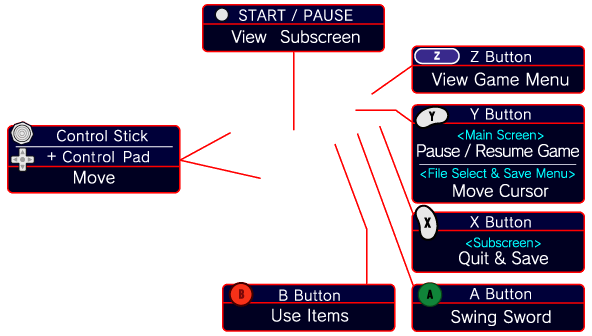 START / PAUSE
View Subscreen
Z
Z Button
View Game Menu
Y
Y Button
<Main Screen>
Pause / Resume Game
<File Select & Save Menu>
Move Cursor
Control Stick
+ Control Pad
Move
X
X Button
<Subscreen>
Quit & Save
B
B Button
Use Items
A
A Button
Swing Sword